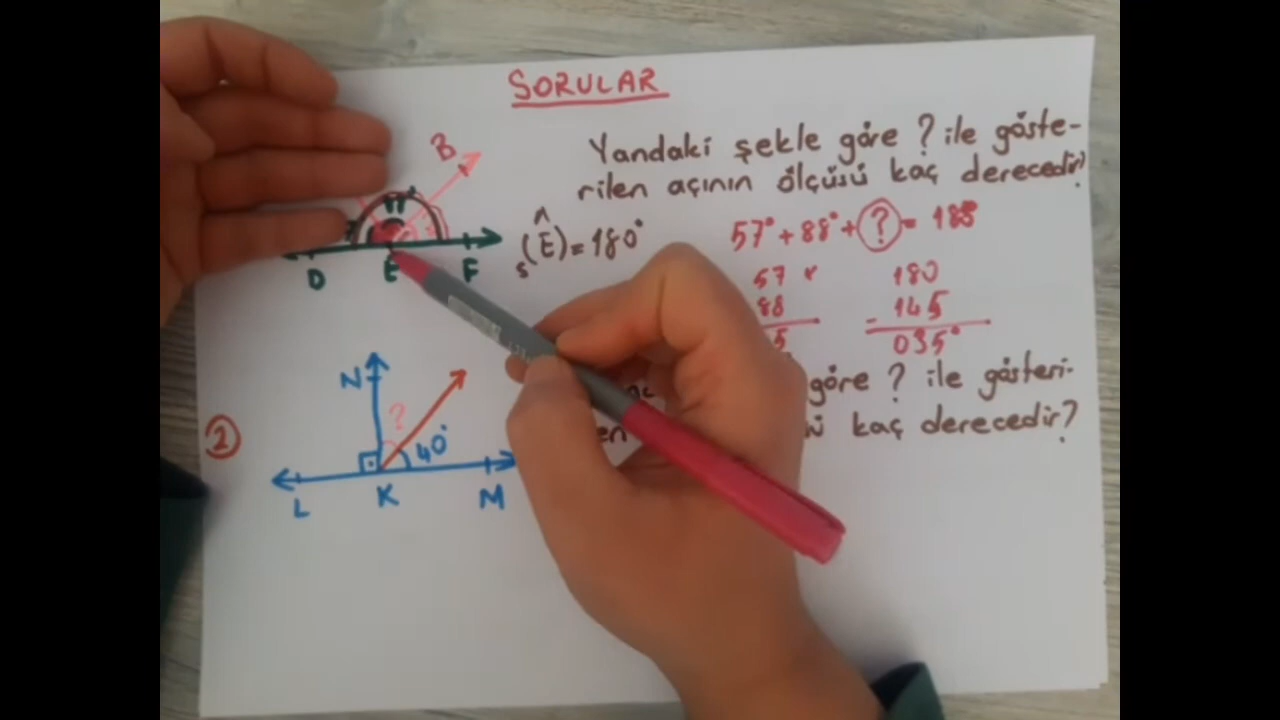 SORULAR
Yandaki şekle göre ? ile göste-
rilen açının ölçüsü kaç derecedir?
B
D E F
s(Ê)=180°
57°+88°+?=180°
57 +
88
180
- 145
035°
göre ? ile gösteri-
kaç derecedir?
2
N
?
40°
L K M